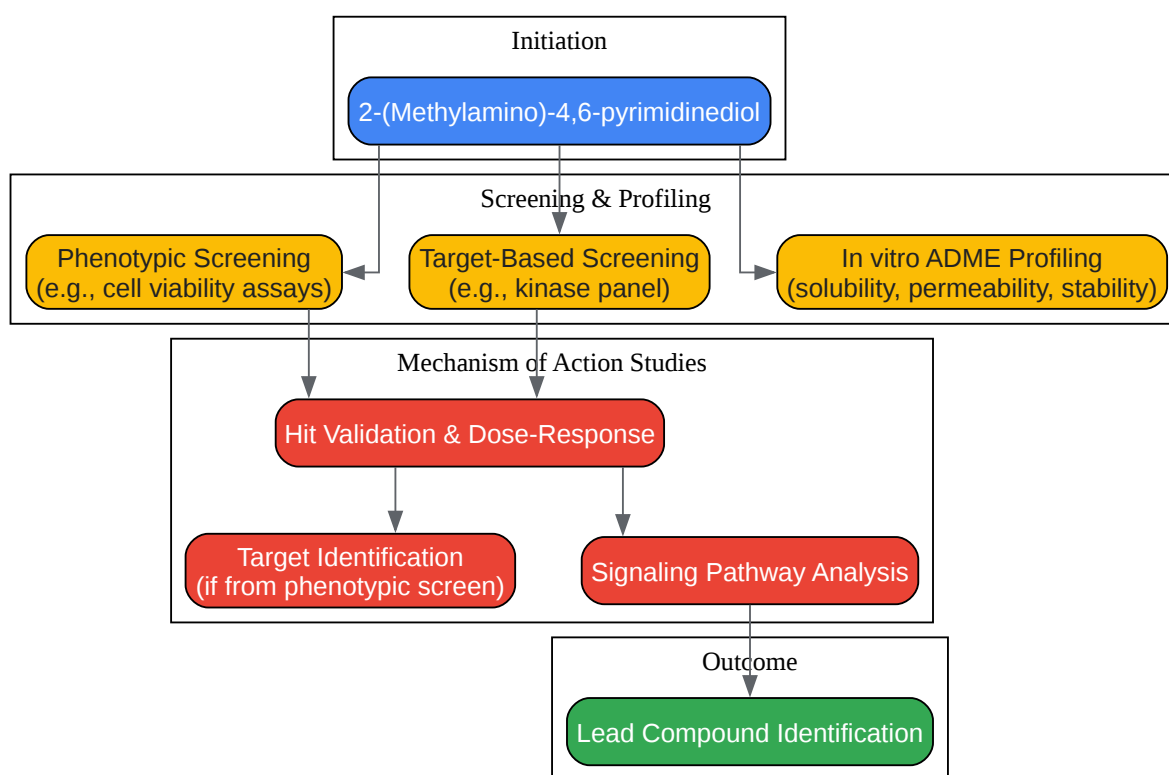 Initiation
2-(Methylamino)-4,6-pyrimidinediol
Screening & Profiling
Phenotypic Screening
(e.g., cell viability assays)
Target-Based Screening
(e.g., kinase panel)
In vitro ADME Profiling
(solubility, permeability, stability)
Mechanism of Action Studies
Hit Validation & Dose-Response
Target Identification
(if from phenotypic screen)
Signaling Pathway Analysis
Outcome
Lead Compound Identification